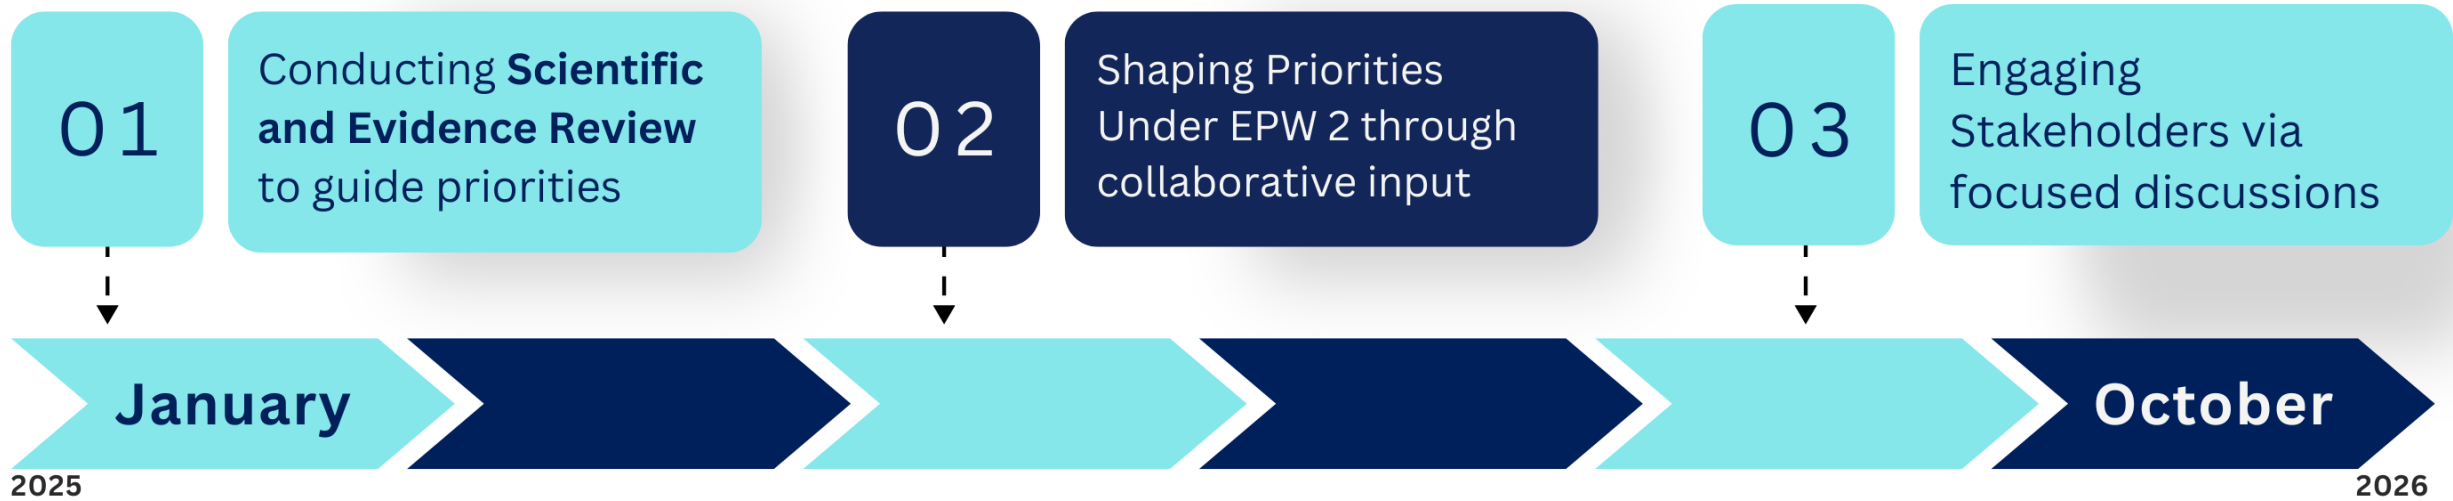 01
Conducting Scientific
and Evidence Review
to guide priorities
02
Shaping Priorities
Under EPW 2 through
collaborative input
03
Engaging
Stakeholders via
focused discussions
January
October
2025
2026